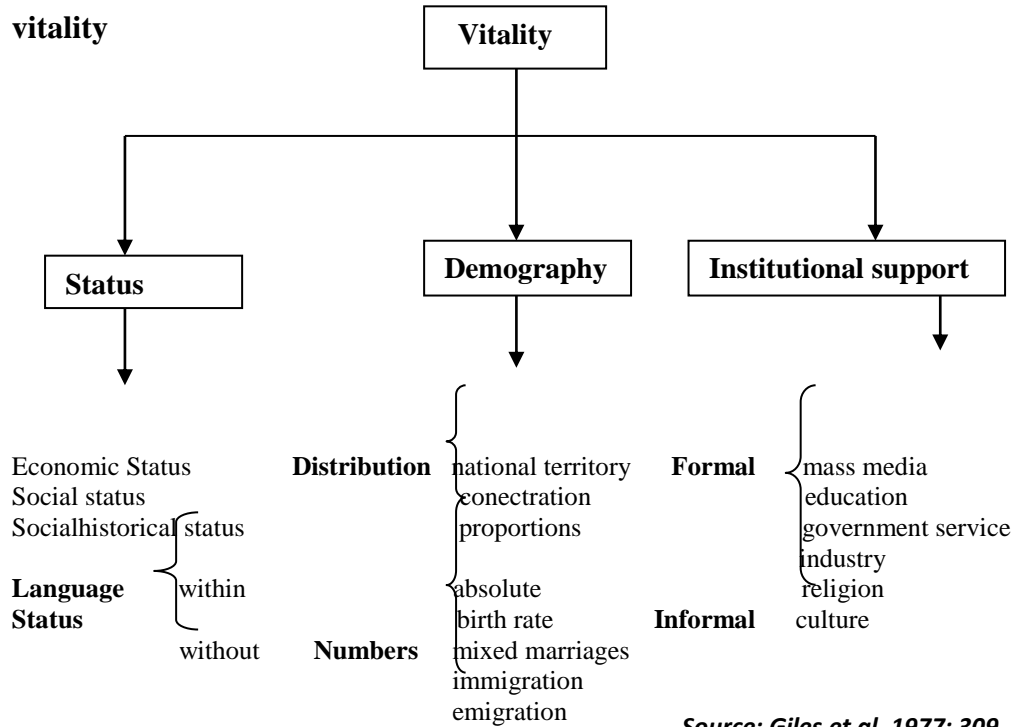 vitality
Vitality
Status
Demography
Institutional support
Economic Status
Social status
Socialhistorical status
Language
Status
within
without
Distribution
national territory
conectration
proportions
Numbers
absolute
birth rate
mixed marriages
immigration
emigration
Formal
mass media
education
government service
industry
religion
Informal
culture
Source: Giles et al, 1977: 309